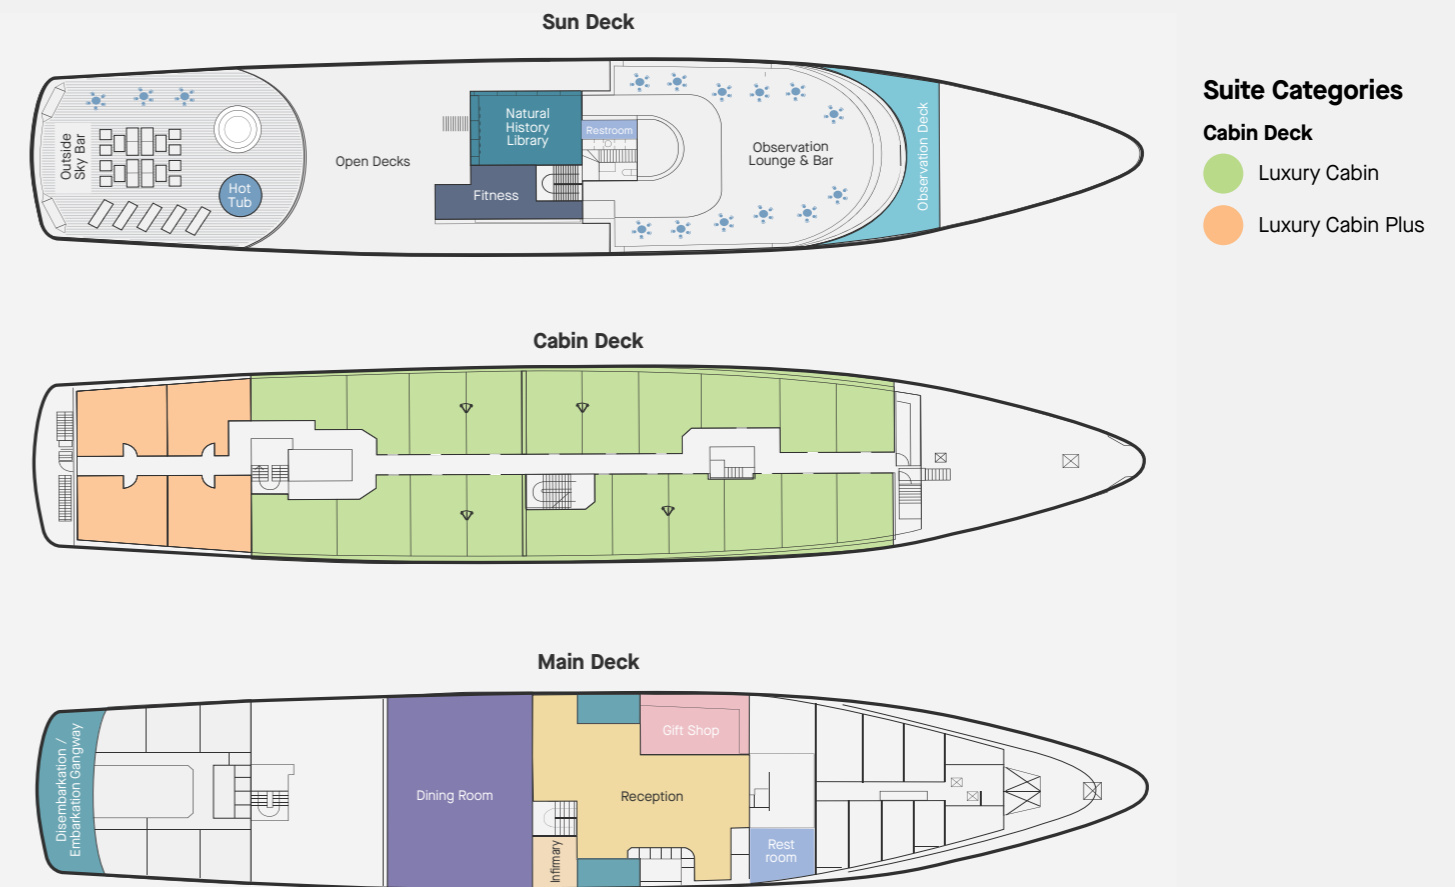 Sun Deck
Outside
Sky Bar
Hot
Tub
Open Decks
Natural
History
Library
Restroom
Fitness
Observation
Lounge & Bar
Observation Deck
Suite Categories
Cabin Deck
Luxury Cabin
Luxury Cabin Plus
Cabin Deck
Main Deck
Disembarkation /
Embarkation Gangway
Dining Room
Gift Shop
Reception
Infirmary
Rest
room